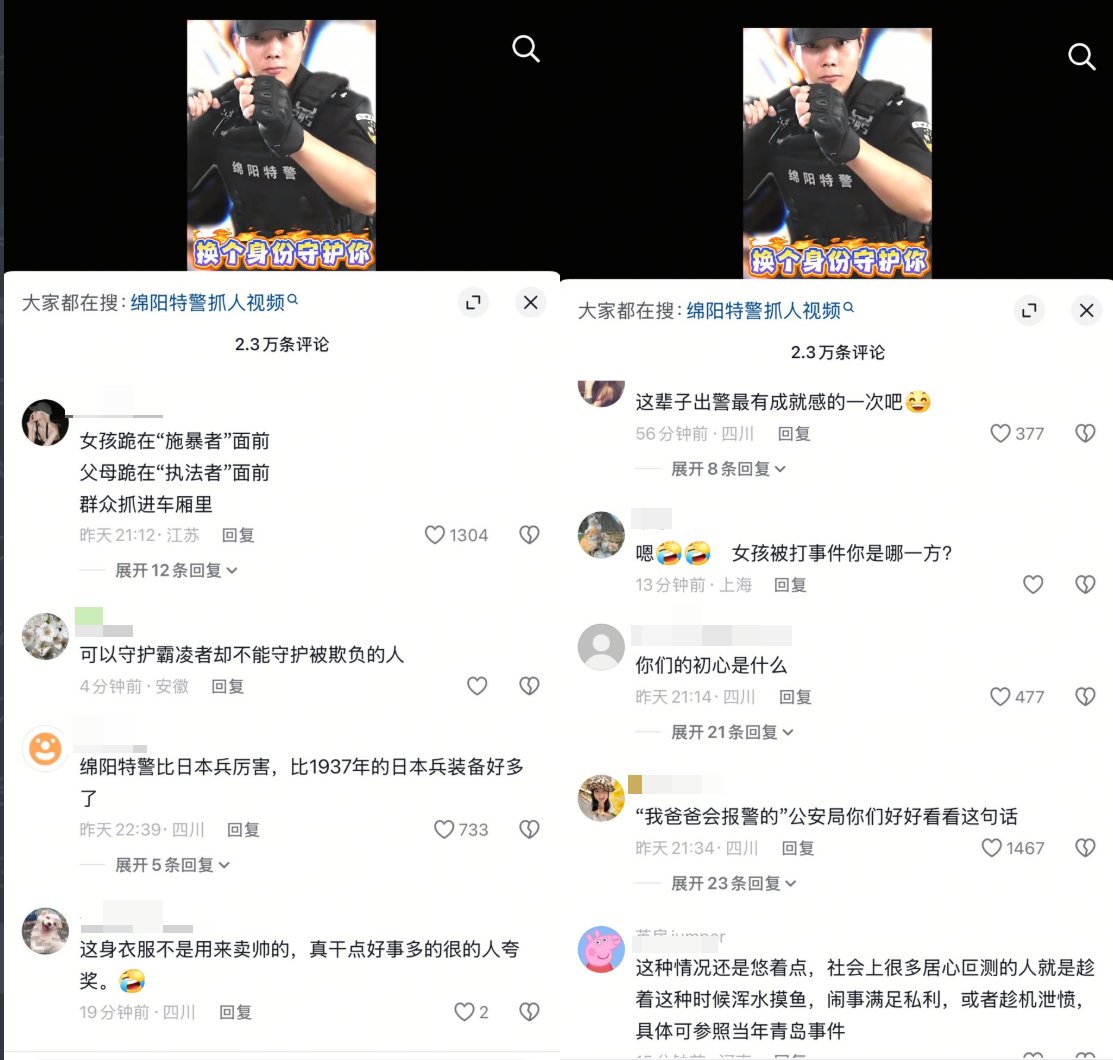 绵阳特警
换个身份守护你
大家都在搜:绵阳特警抓人视频
2.3万条评论
女孩跪在“施暴者”面前
父母跪在“执法者”面前
群众抓进车厢里
昨天21:12·江苏 回复 1304
展开12条回复
可以守护霸凌者却不能守护被欺负的人
4分钟前·安徽 回复
绵阳特警比日本兵厉害，比1937年的日本兵装备好多
了
昨天22:39·四川 回复 733
展开5条回复
这身衣服不是用来卖帅的，真干点好事多的很的人夸
奖。🤣
19分钟前·四川 回复 2
绵阳特警
换个身份守护你
大家都在搜:绵阳特警抓人视频
2.3万条评论
这辈子出警最有成就感的一次吧😄
56分钟前·四川 回复 377
展开8条回复
嗯🤣🤣 女孩被打事件你是哪一方?
13分钟前·上海 回复
你们的初心是什么
昨天21:14·四川 回复 477
展开21条回复
“我爸爸会报警的”公安局你们好好看看这句话
昨天21:34·四川 回复 1467
展开23条回复
这种情况还是悠着点，社会上很多居心叵测的人就是趁
着这种时候浑水摸鱼，闹事满足私利，或者趁机泄愤，
具体可参照当年青岛事件